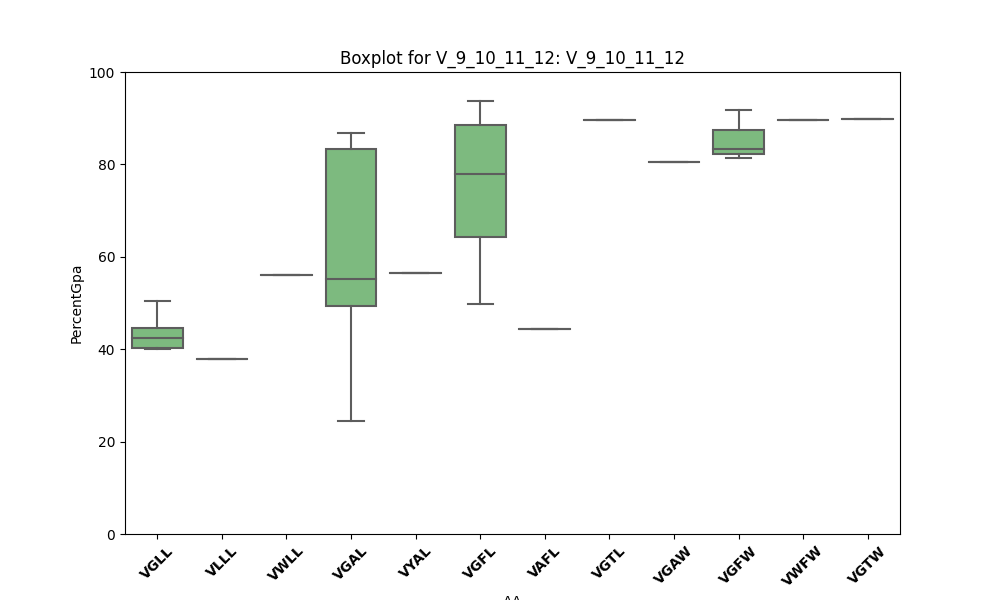 Boxplot for V_9_10_11_12: V_9_10_11_12
PercentGpa
100
80
60
40
20
0
VGLL
VLLL
VWLL
VGAL
VYAL
VGFL
VAFL
VGTL
VGAW
VGFW
VWFW
VGTW
AA